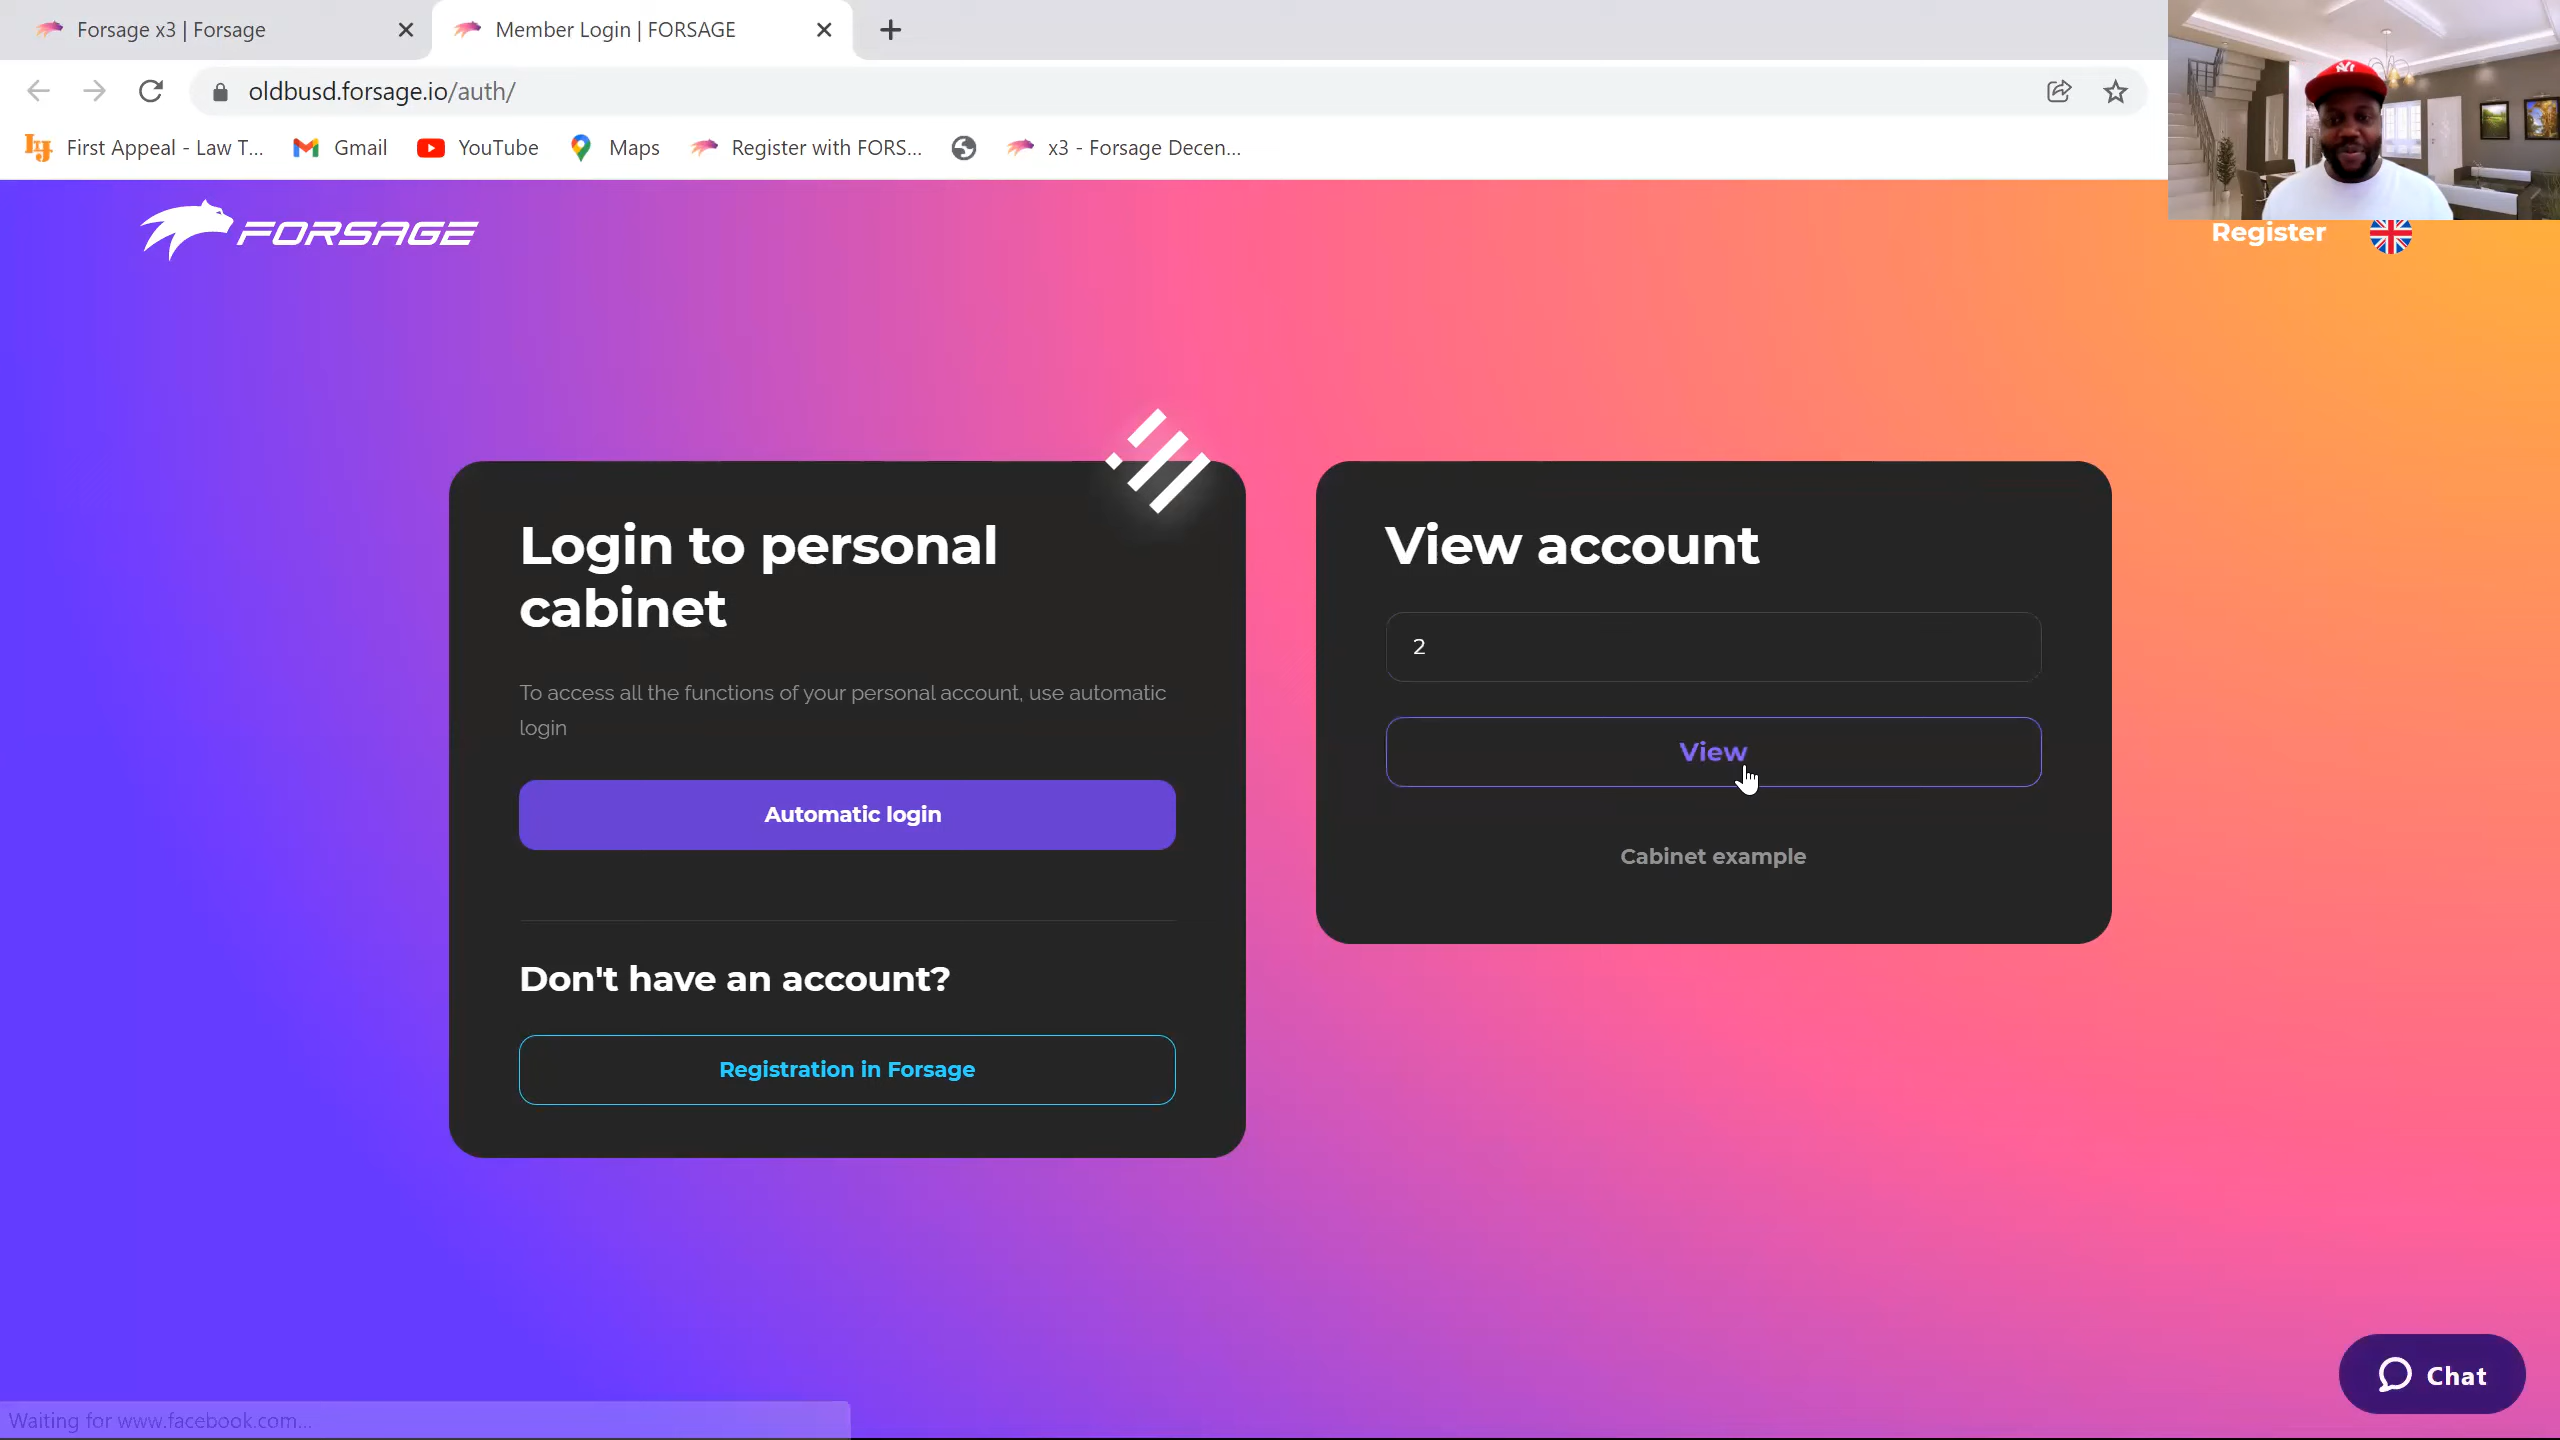 Forsage x3 | Forsage
Member Login | FORSAGE
oldbusd.forsage.io/auth/
First Appeal - Law T...
Gmail
YouTube
Maps
Register with FORS...
x3 - Forsage Decen...
NY
FORSAGE
Register
Login to personal
cabinet
To access all the functions of your personal account, use automatic
login
Automatic login
Don't have an account?
Registration in Forsage
View account
2
View
Cabinet example
Chat
Waiting for www.facebook.com...